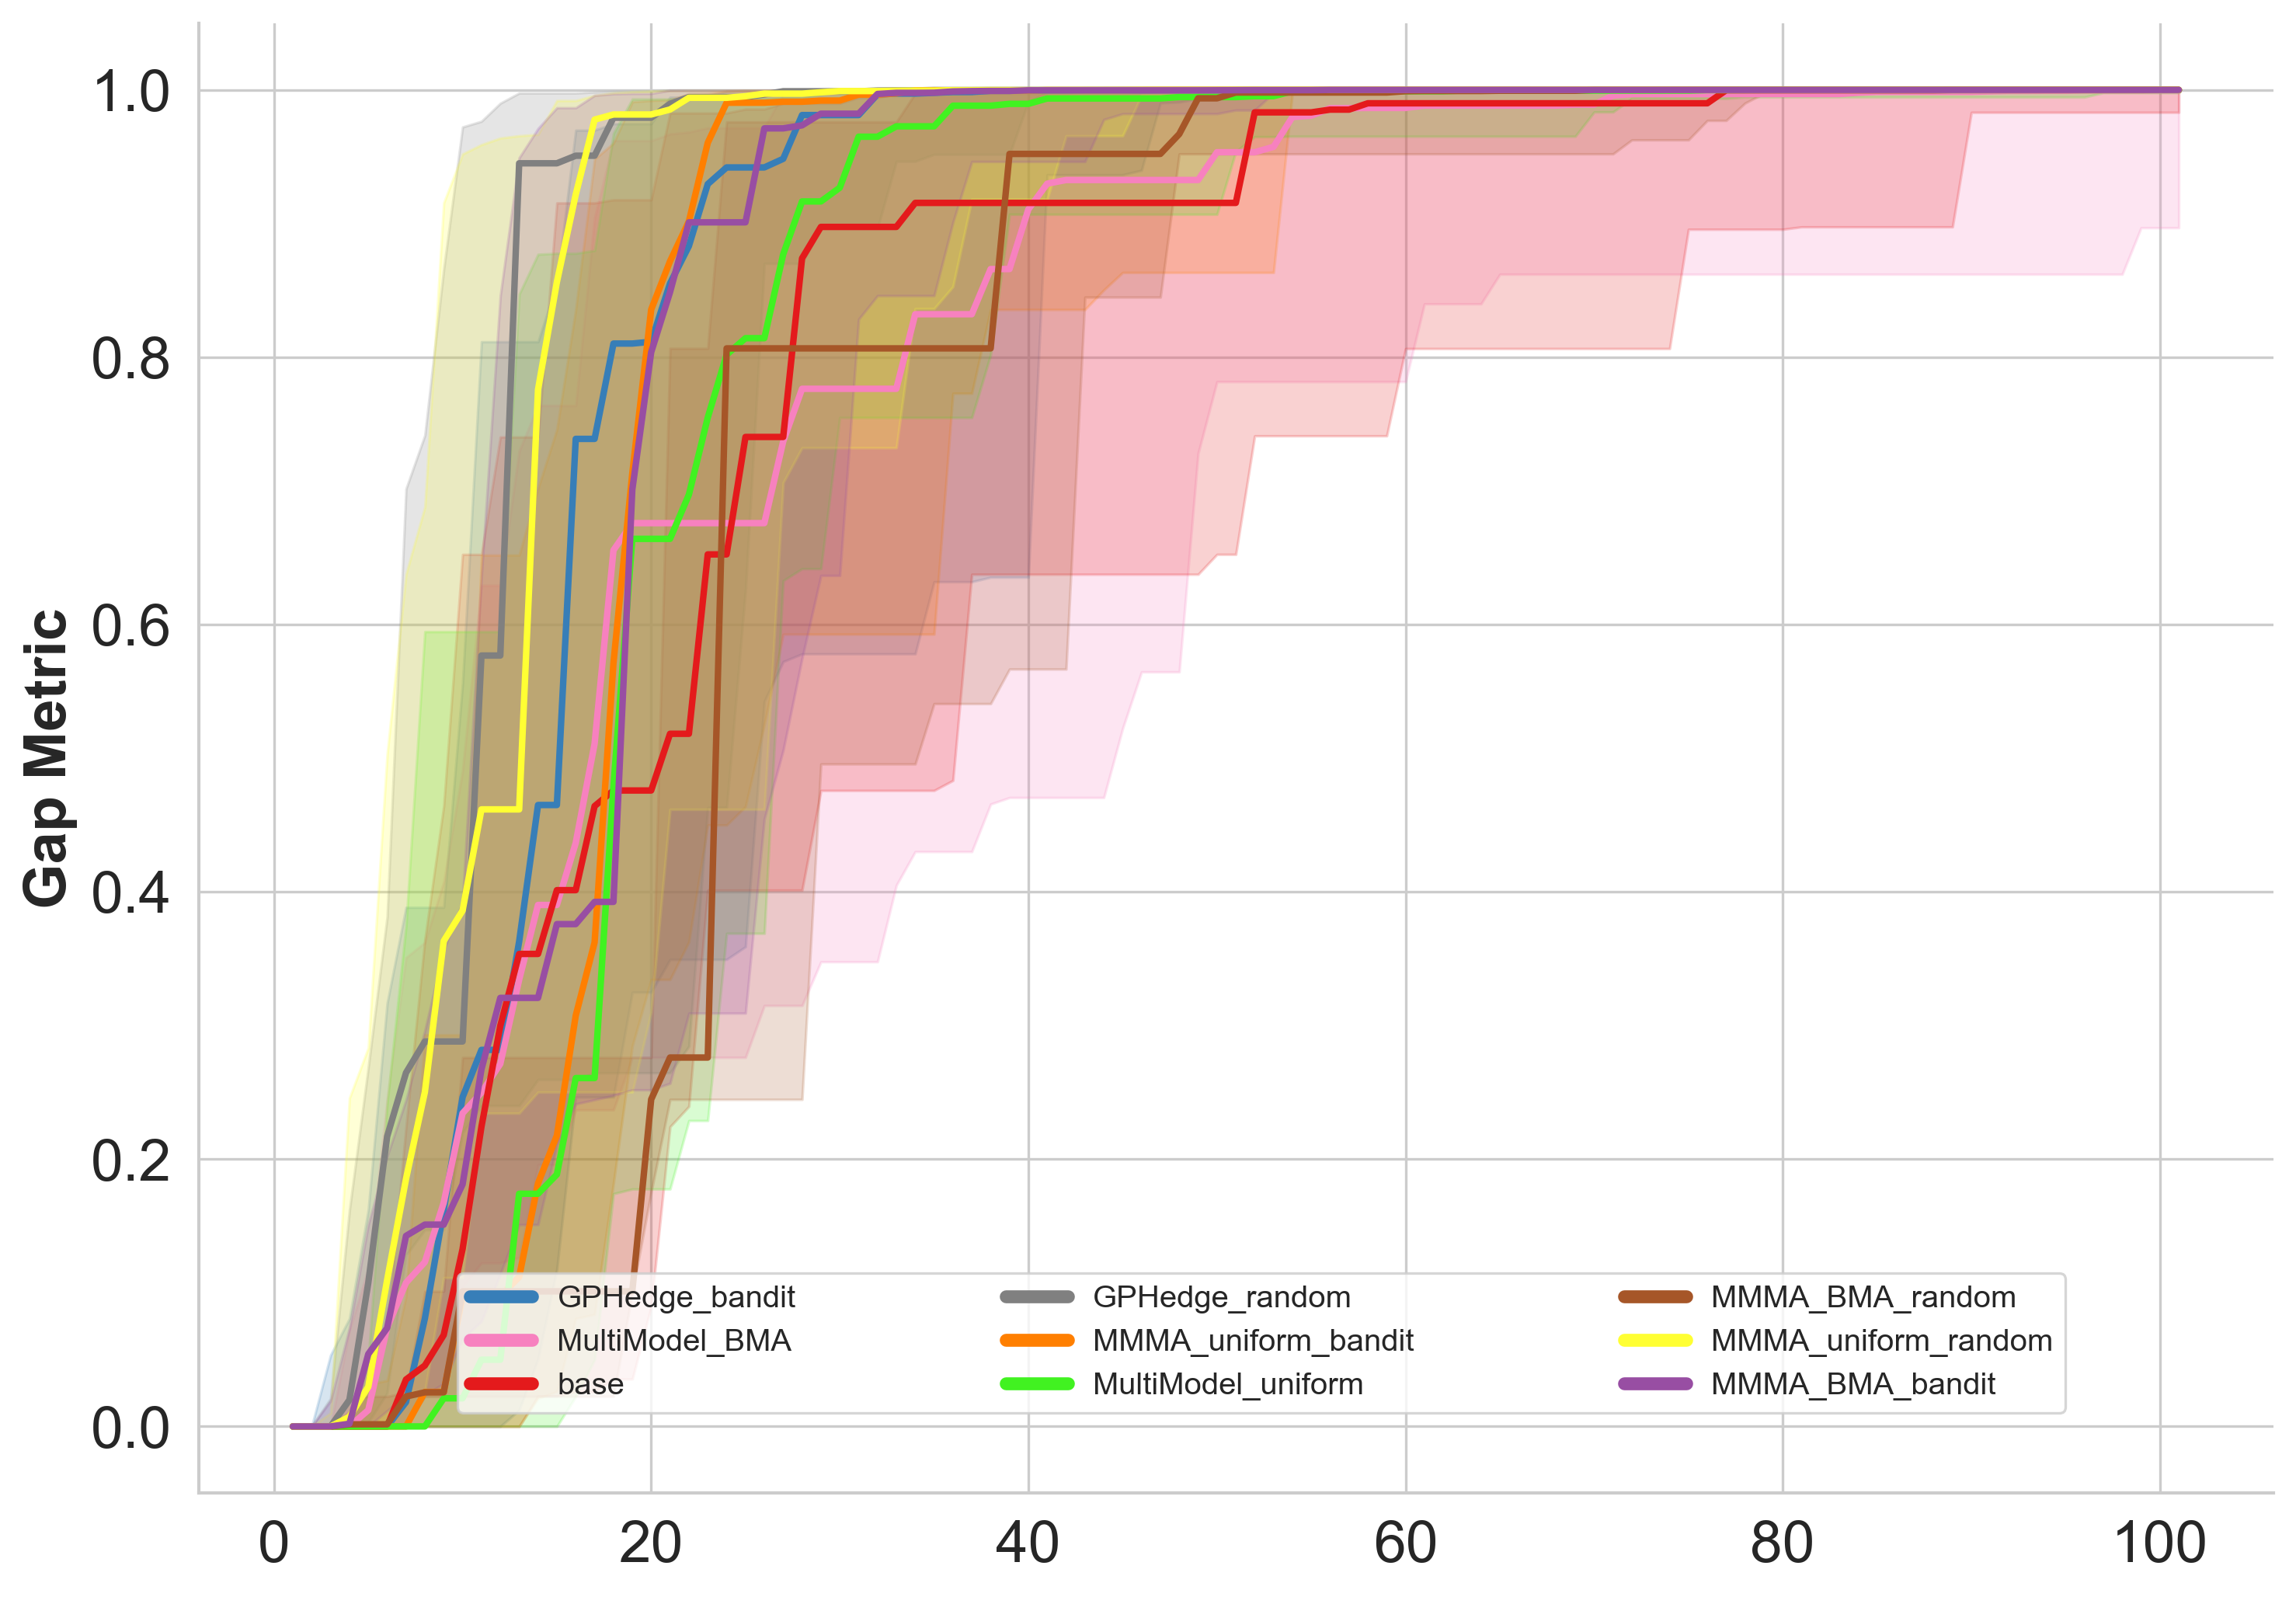 Gap Metric
1.0
0.8
0.6
0.4
0.2
0.0
GPHedge_bandit GPHedge_random MMMA_BMA_random
MultiModel_BMA MMMA_uniform_bandit MMMA_uniform_random
base MultiModel_uniform MMMA_BMA_bandit
0 20 40 60 80 100